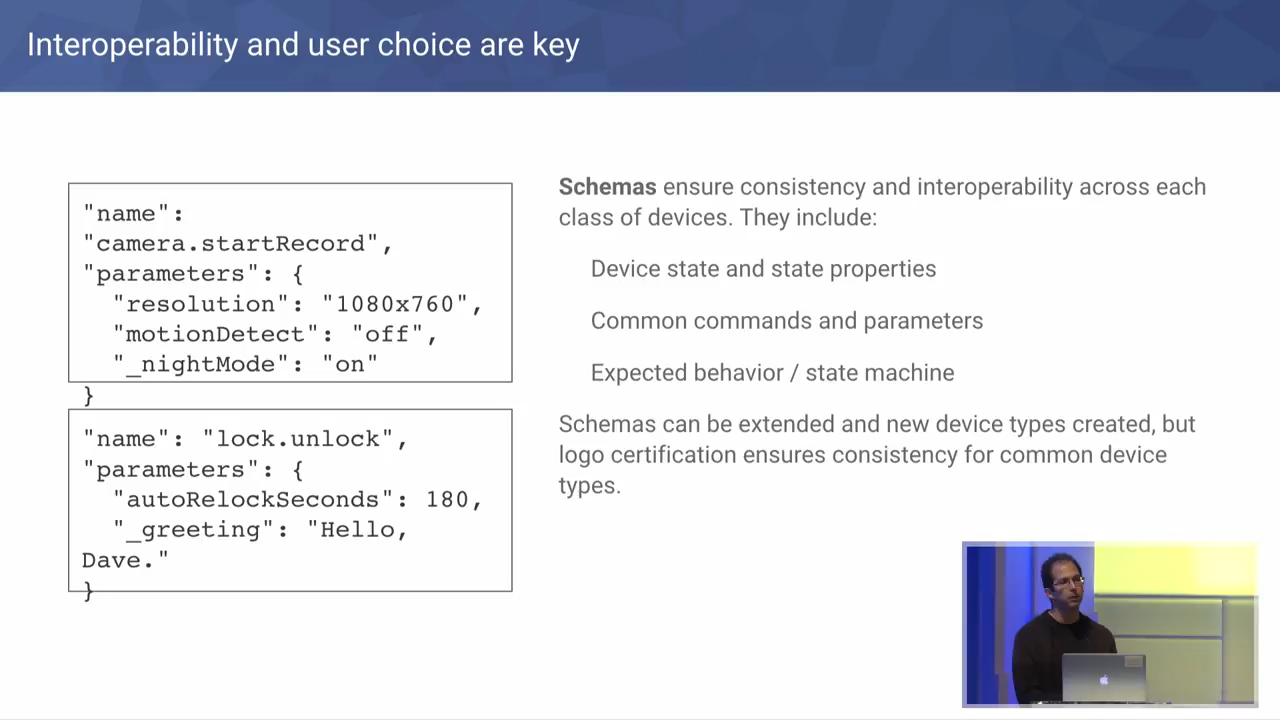 Interoperability and user choice are key
"name":
"camera.startRecord",
"parameters": {
"resolution": "1080x760",
"motionDetect": "off",
"_nightMode": "on"
}
"name": "lock.unlock",
"parameters": {
"autoRelockSeconds": 180,
"_greeting": "Hello,
Dave."
}
Schemas ensure consistency and interoperability across each
class of devices. They include:
Device state and state properties
Common commands and parameters
Expected behavior / state machine
Schemas can be extended and new device types created, but
logo certification ensures consistency for common device
types.